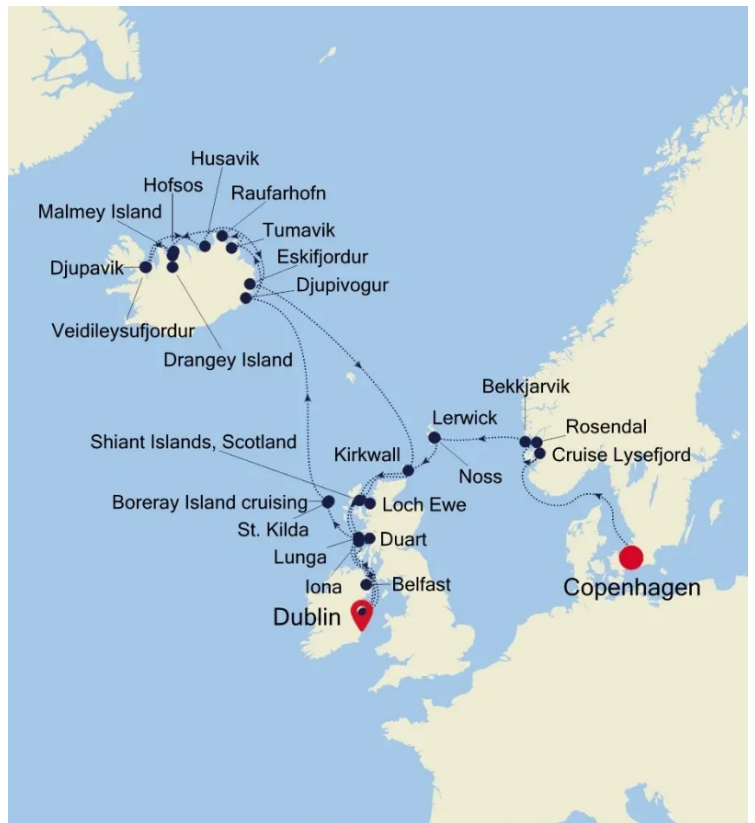 Husavik
Hofsos
Raufarhofn
Malmey Island
Tumavik
Eskifjordur
Djupavik
Djupivogur
Veidileysufjordur
Drangey Island
Bekkjarvik
Lerwick
Rosendal
Shiant Islands, Scotland
Kirkwall
Cruise Lysefjord
Noss
Boreray Island cruising
Loch Ewe
St. Kilda
Duart
Lunga
Iona
Belfast
Copenhagen
Dublin